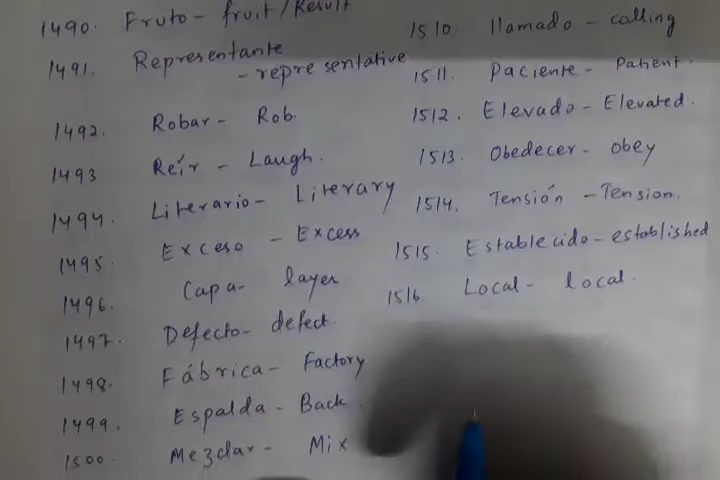 1490. Fruto - fruit/Result
1491. Representante
- representative
1492. Robar - Rob.
1493 Reír - Laugh.
1494. Literario - Literary
1495. Exceso - Excess
1496. Capa - layer
1497. Defecto - defect.
1498. Fábrica - Factory
1499. Espalda - Back.
1500. Mezclar - Mix
1510. llamado - calling
1511. Paciente - Patient.
1512. Elevado - Elevated.
1513. Obedecer - obey
1514. Tensión - Tension.
1515. Establecido - established
1516. Local - local.